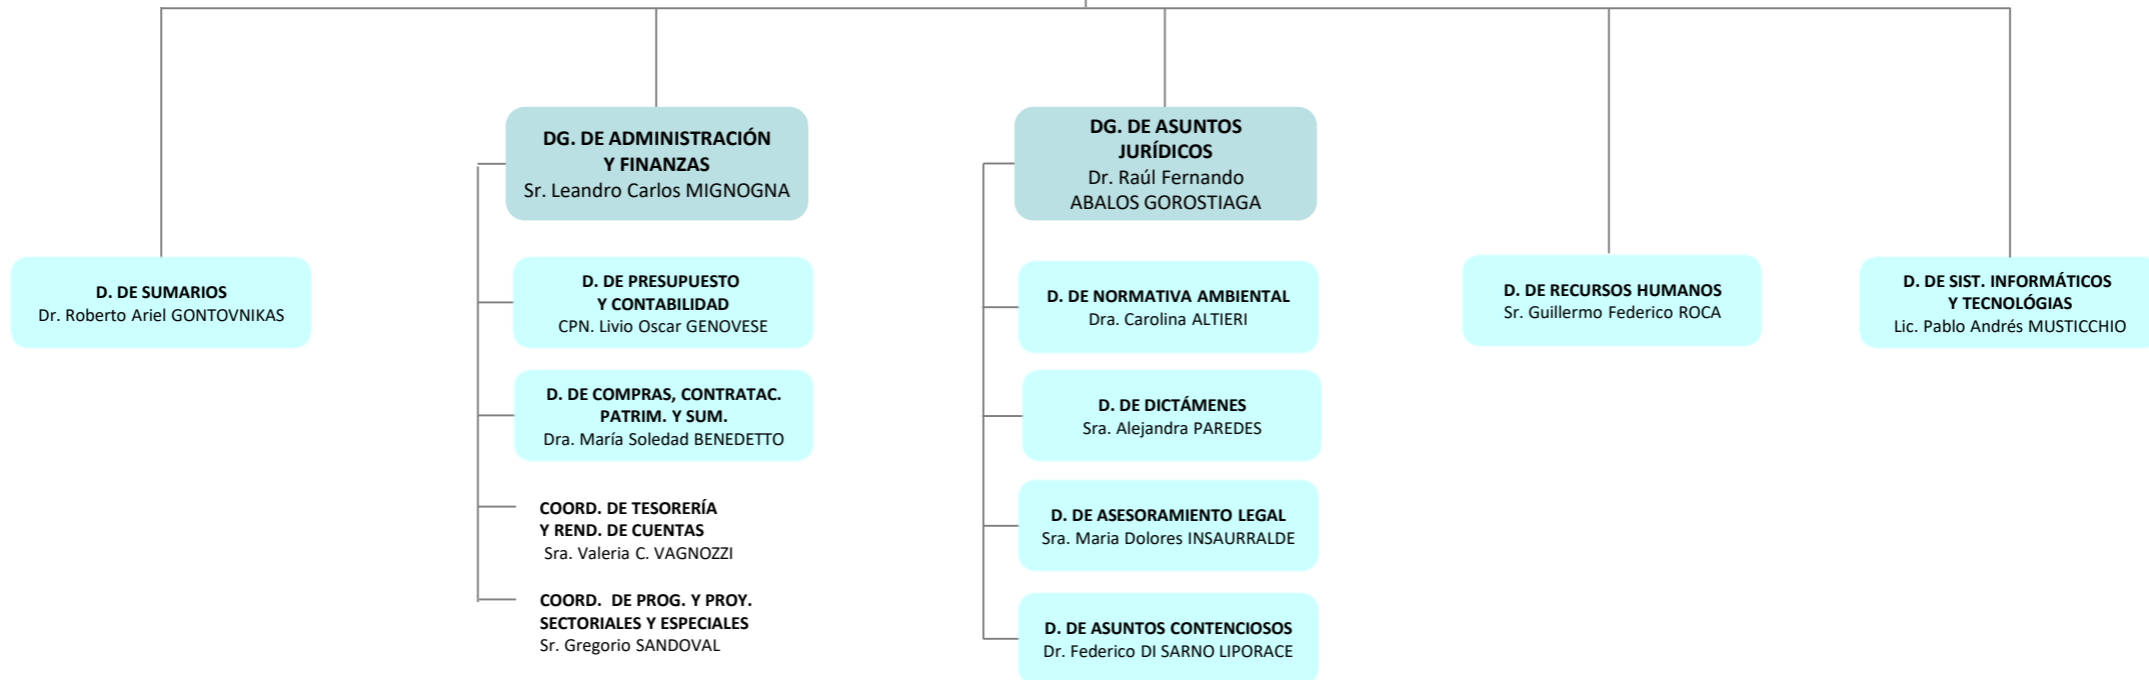 DG. DE ADMINISTRACIÓN
Y FINANZAS
Sr. Leandro Carlos MIGNOGNA
DG. DE ASUNTOS
JURÍDICOS
Dr. Raúl Fernando
ABALOS GOROSTIAGA
D. DE SUMARIOS
Dr. Roberto Ariel GONTOVNIKAS
D. DE PRESUPUESTO
Y CONTABILIDAD
CPN. Livio Oscar GENOVESE
D. DE NORMATIVA AMBIENTAL
Dra. Carolina ALTIERI
D. DE RECURSOS HUMANOS
Sr. Guillermo Federico ROCA
D. DE SIST. INFORMÁTICOS
Y TECNOLÓGIAS
Lic. Pablo Andrés MUSTICCHIO
D. DE COMPRAS, CONTRATAC.
PATRIM. Y SUM.
Dra. María Soledad BENEDETTO
D. DE DICTÁMENES
Sra. Alejandra PAREDES
COORD. DE TESORERÍA
Y REND. DE CUENTAS
Sra. Valeria C. VAGNOZZI
D. DE ASESORAMIENTO LEGAL
Sra. Maria Dolores INSAURRALDE
COORD. DE PROG. Y PROY.
SECTORIALES Y ESPECIALES
Sr. Gregorio SANDOVAL
D. DE ASUNTOS CONTENCIOSOS
Dr. Federico DI SARNO LIPORACE